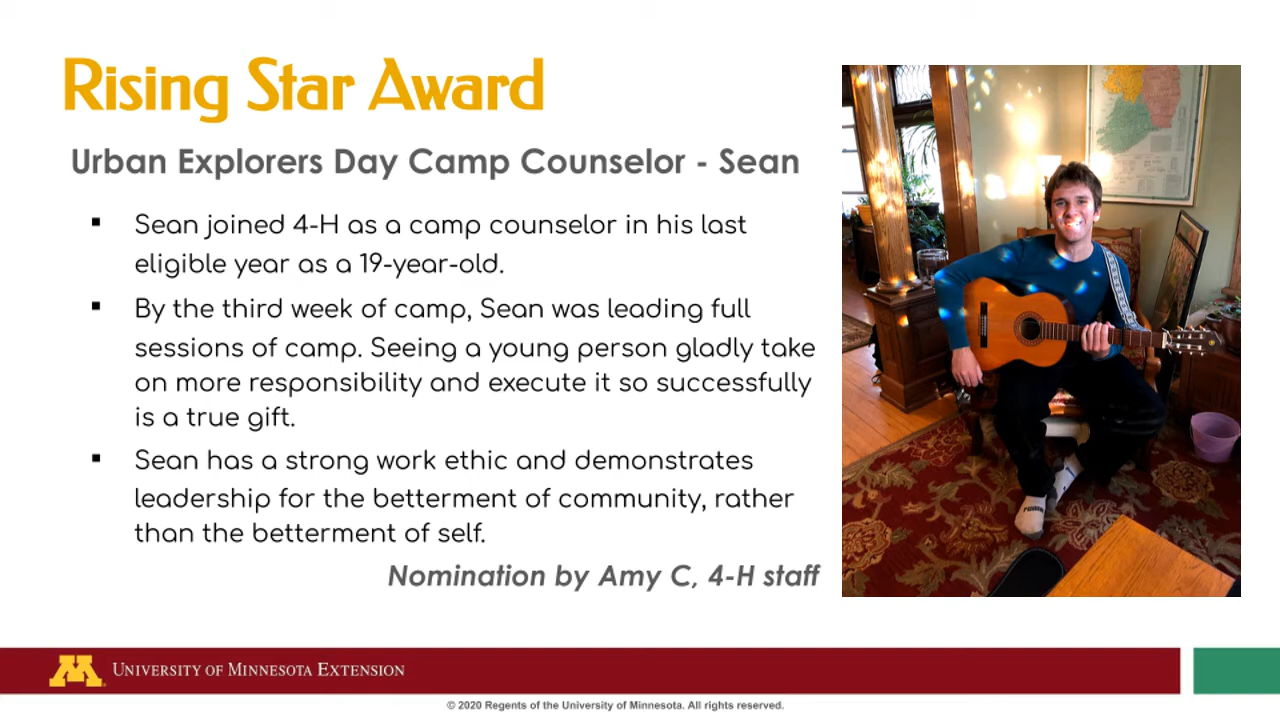 Rising Star Award
Urban Explorers Day Camp Counselor - Sean
▪ Sean joined 4-H as a camp counselor in his last
eligible year as a 19-year-old.
▪ By the third week of camp, Sean was leading full
sessions of camp. Seeing a young person gladly take
on more responsibility and execute it so successfully
is a true gift.
▪ Sean has a strong work ethic and demonstrates
leadership for the betterment of community, rather
than the betterment of self.
Nomination by Amy C, 4-H staff
M UNIVERSITY OF MINNESOTA EXTENSION
© 2020 Regents of the University of Minnesota. All rights reserved.